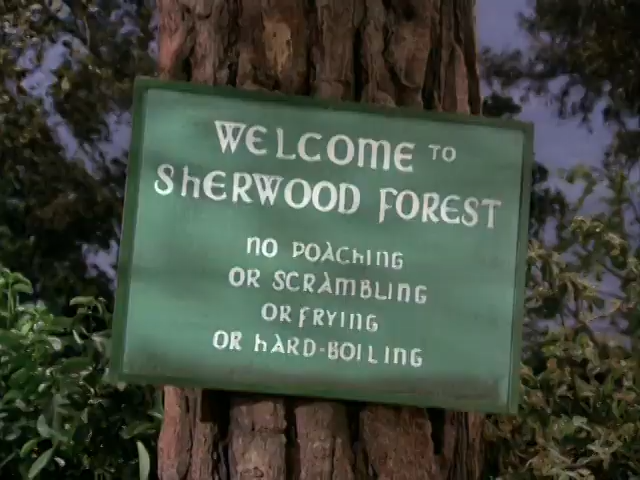 WELCOME TO
SHERWOOD FOREST
NO POACHING
OR SCRAMBLING
OR FRYING
OR HARD-BOILING